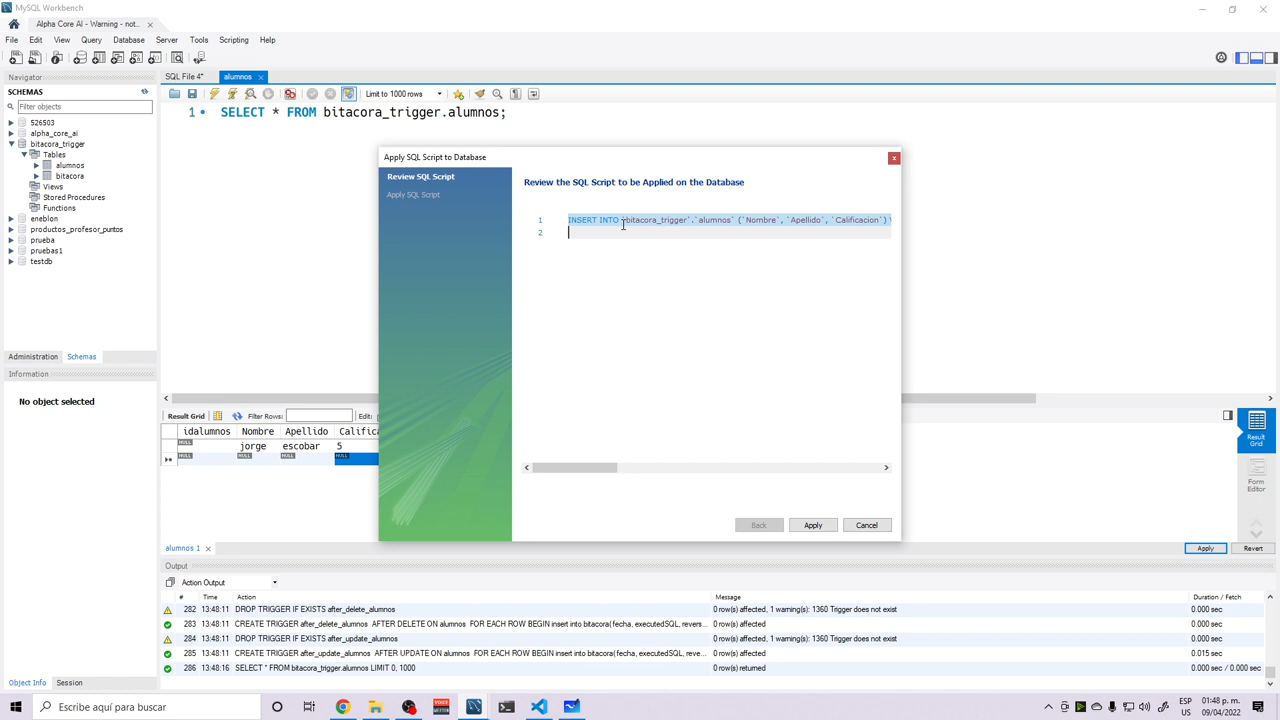 MySQL Workbench
Alpha Core AI - Warning - not...
File Edit View Query Database Server Tools Scripting Help
Navigator
SCHEMAS
Filter objects
526503
alpha_core_ai
bitacora_trigger
Tables
alumnos
bitacora
Views
Stored Procedures
Functions
eneblon
productos_profesor_puntos
prueba
pruebas1
testdb
Administration Schemas
Information
No object selected
Object Info Session
SQL File 4* alumnos
Limit to 1000 rows
1 SELECT * FROM bitacora_trigger.alumnos;
Apply SQL Script to Database
Review SQL Script
Apply SQL Script
Review the SQL Script to be Applied on the Database
1 INSERT INTO `bitacora_trigger`.`alumnos` (`Nombre`, `Apellido`, `Calificacion`)
2
Back Apply Cancel
Result Grid Filter Rows: Edit:
idalumnos Nombre Apellido Califica
NULL jorge escobar 5
NULL NULL NULL NULL
Result Grid
Form Editor
alumnos 1
Apply Revert
Output
Action Output
# Time Action Message Duration / Fetch
282 13:48:11 DROP TRIGGER IF EXISTS after_delete_alumnos 0 row(s) affected, 1 warning(s): 1360 Trigger does not exist 0.000 sec
283 13:48:11 CREATE TRIGGER after_delete_alumnos AFTER DELETE ON alumnos FOR EACH ROW BEGIN insert into bitacora(fecha, executedSQL, revers... 0 row(s) affected 0.000 sec
284 13:48:11 DROP TRIGGER IF EXISTS after_update_alumnos 0 row(s) affected, 1 warning(s): 1360 Trigger does not exist 0.000 sec
285 13:48:11 CREATE TRIGGER after_update_alumnos AFTER UPDATE ON alumnos FOR EACH ROW BEGIN insert into bitacora(fecha, executedSQL, rever... 0 row(s) affected 0.015 sec
286 13:48:16 SELECT * FROM bitacora_trigger.alumnos LIMIT 0, 1000 0 row(s) returned 0.000 sec / 0.000 sec
Escribe aquí para buscar
ESP
US
01:48 p. m.
09/04/2022